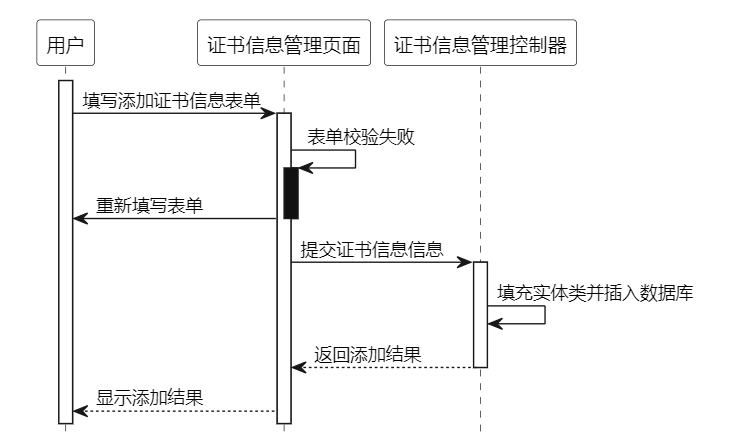 用户
证书信息管理页面
证书信息管理控制器
填写添加证书信息表单
表单校验失败
重新填写表单
提交证书信息信息
填充实体类并插入数据库
返回添加结果
显示添加结果